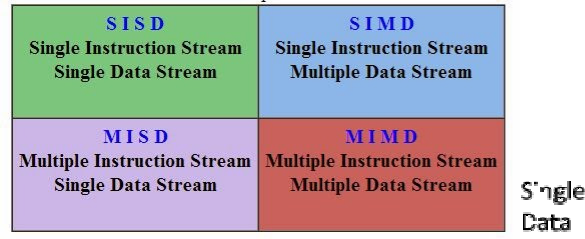 S I S D
Single Instruction Stream
Single Data Stream
S I M D
Single Instruction Stream
Multiple Data Stream
M I S D
Multiple Instruction Stream
Single Data Stream
M I M D
Multiple Instruction Stream
Multiple Data Stream
Single
Data